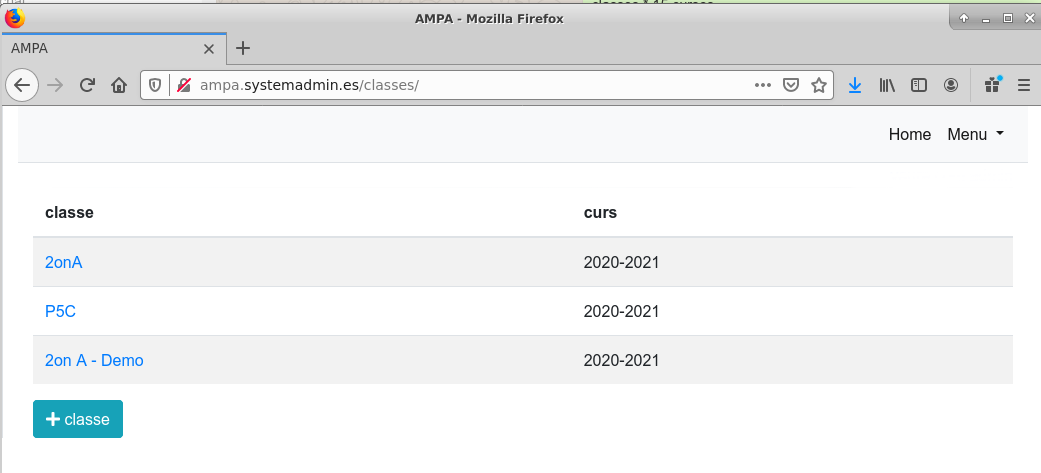 AMPA - Mozilla Firefox
AMPA
ampa.systemadmin.es/classes/
Home Menu
classe curs
2onA 2020-2021
P5C 2020-2021
2on A - Demo 2020-2021
classe